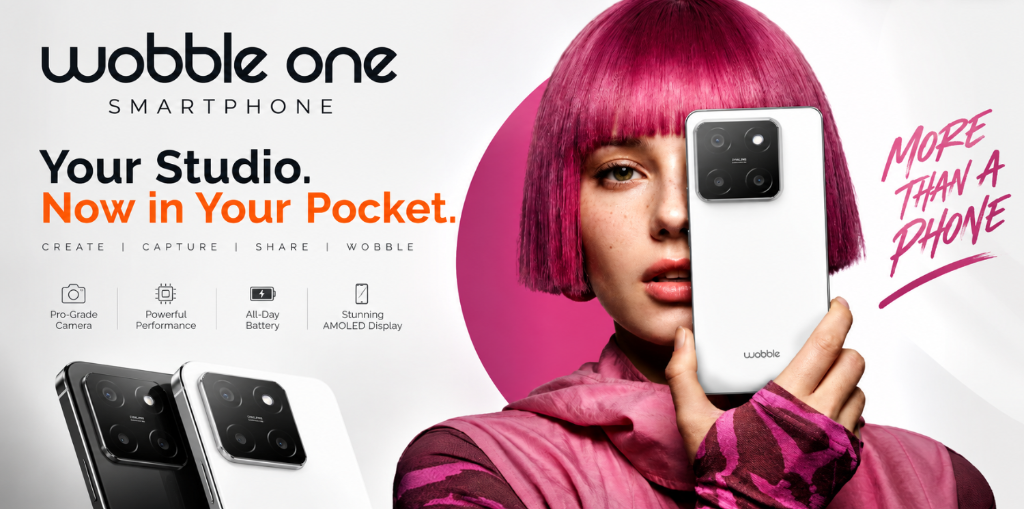 wobble one
SMARTPHONE
Your Studio.
Now in Your Pocket.
CREATE | CAPTURE | SHARE | WOBBLE
Pro-Grade
Camera
Powerful
Performance
All-Day
Battery
Stunning
AMOLED Display
wobble
MORE
THAN A
PHONE